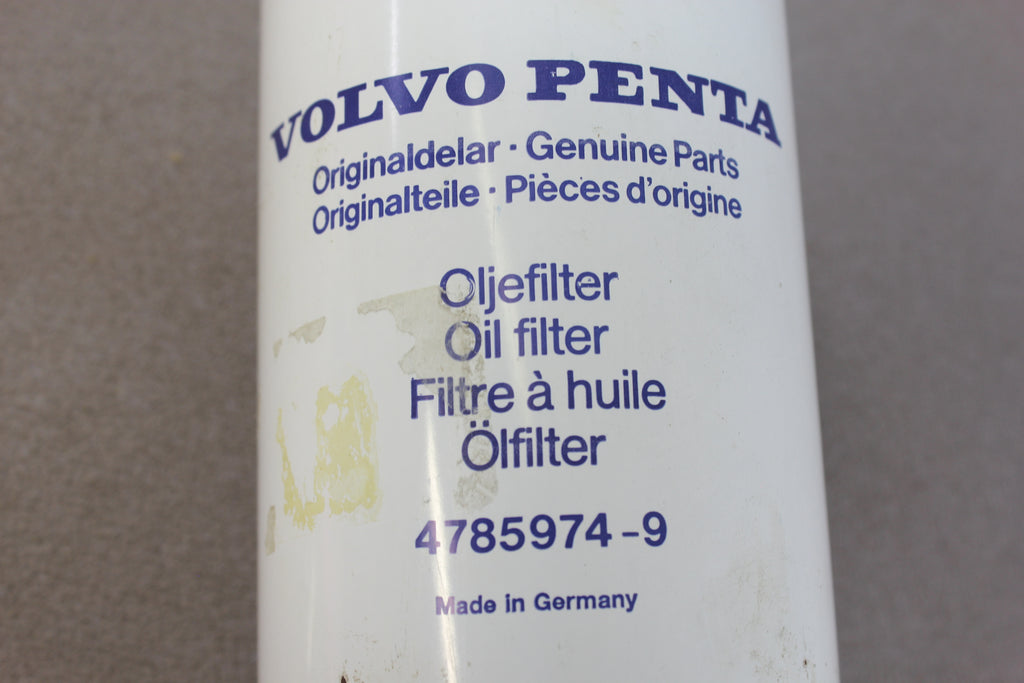 VOLVO PENTA
Originaldelar · Genuine Parts
Originalteile · Pièces d'origine
Oljefilter
Oil filter
Filtre à huile
Ölfilter
4785974-9
Made in Germany